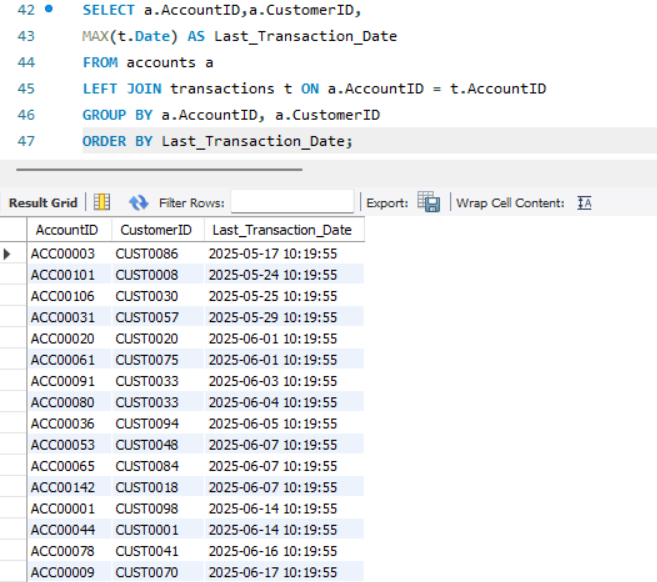 42 SELECT a.AccountID,a.CustomerID,
43 MAX(t.Date) AS Last_Transaction_Date
44 FROM accounts a
45 LEFT JOIN transactions t ON a.AccountID = t.AccountID
46 GROUP BY a.AccountID, a.CustomerID
47 ORDER BY Last_Transaction_Date;
Result Grid Filter Rows: Export: Wrap Cell Content: IA
AccountID CustomerID Last_Transaction_Date
ACC00003 CUST0086 2025-05-17 10:19:55
ACC00101 CUST0008 2025-05-24 10:19:55
ACC00106 CUST0030 2025-05-25 10:19:55
ACC00031 CUST0057 2025-05-29 10:19:55
ACC00020 CUST0020 2025-06-01 10:19:55
ACC00061 CUST0075 2025-06-01 10:19:55
ACC00091 CUST0033 2025-06-03 10:19:55
ACC00080 CUST0033 2025-06-04 10:19:55
ACC00036 CUST0094 2025-06-05 10:19:55
ACC00053 CUST0048 2025-06-07 10:19:55
ACC00065 CUST0084 2025-06-07 10:19:55
ACC00142 CUST0018 2025-06-07 10:19:55
ACC00001 CUST0098 2025-06-14 10:19:55
ACC00044 CUST0001 2025-06-14 10:19:55
ACC00078 CUST0041 2025-06-16 10:19:55
ACC00009 CUST0070 2025-06-17 10:19:55